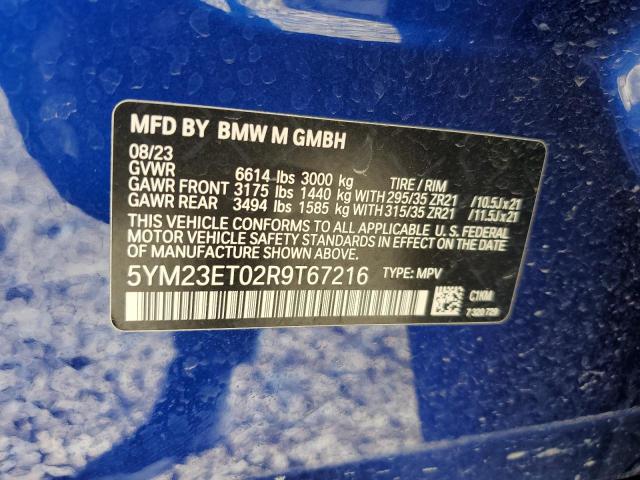 MFD BY BMW M GMBH
08/23
GVWR 6614 lbs 3000 kg TIRE / RIM
GAWR FRONT 3175 lbs 1440 kg WITH 295/35 ZR21 /10.5Jx21
GAWR REAR 3494 lbs 1585 kg WITH 315/35 ZR21 /11.5Jx21
THIS VEHICLE CONFORMS TO ALL APPLICABLE U.S. FEDERAL
MOTOR VEHICLE SAFETY STANDARDS IN EFFECT ON THE DATE OF
MANUFACTURE SHOWN ABOVE.
5YM23ET02R9T67216 TYPE: MPV
C1KM